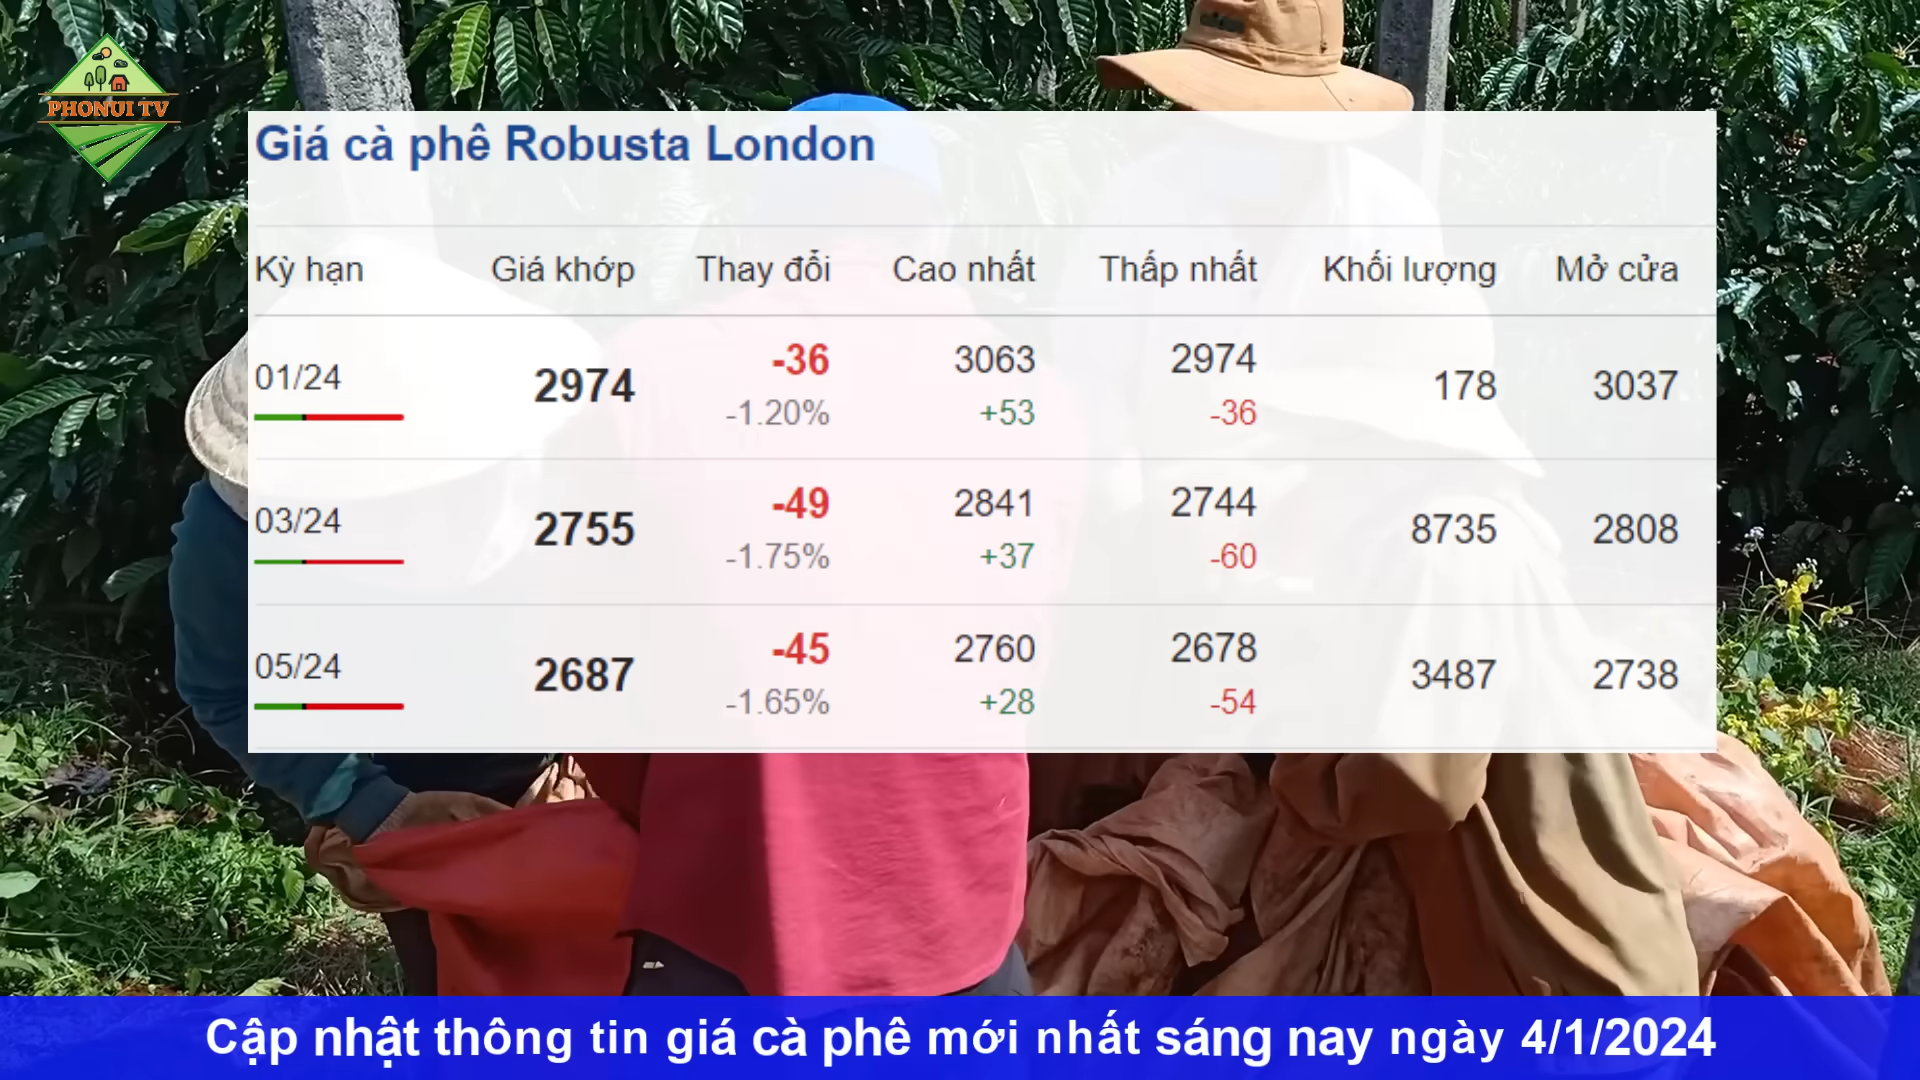 PHONUI TV
Giá cà phê Robusta London
Kỳ hạn Giá khớp Thay đổi Cao nhất Thấp nhất Khối lượng Mở cửa
01/24 2974 -36 3063 2974 178 3037
-1.20% +53 -36
03/24 2755 -49 2841 2744 8735 2808
-1.75% +37 -60
05/24 2687 -45 2760 2678 3487 2738
-1.65% +28 -54
Cập nhật thông tin giá cà phê mới nhất sáng nay ngày 4/1/2024